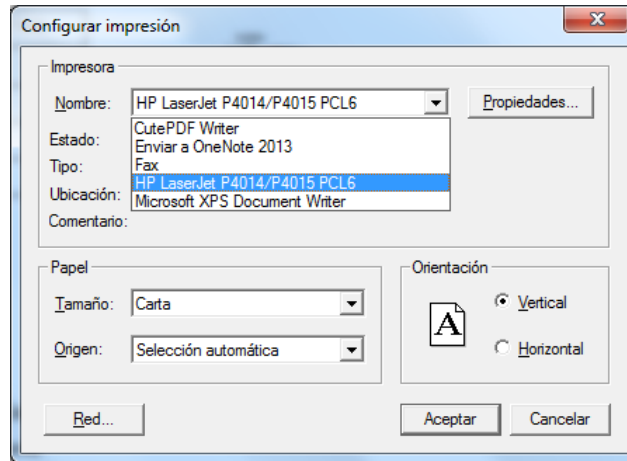 Configurar impresión
Impresora
Nombre: HP LaserJet P4014/P4015 PCL6 Propiedades...
CutePDF Writer
Estado: Enviar a OneNote 2013
Tipo: Fax
HP LaserJet P4014/P4015 PCL6
Ubicación: Microsoft XPS Document Writer
Comentario:
Papel
Tamaño: Carta
Origen: Selección automática
Orientación
A
Vertical
Horizontal
Red... Aceptar Cancelar